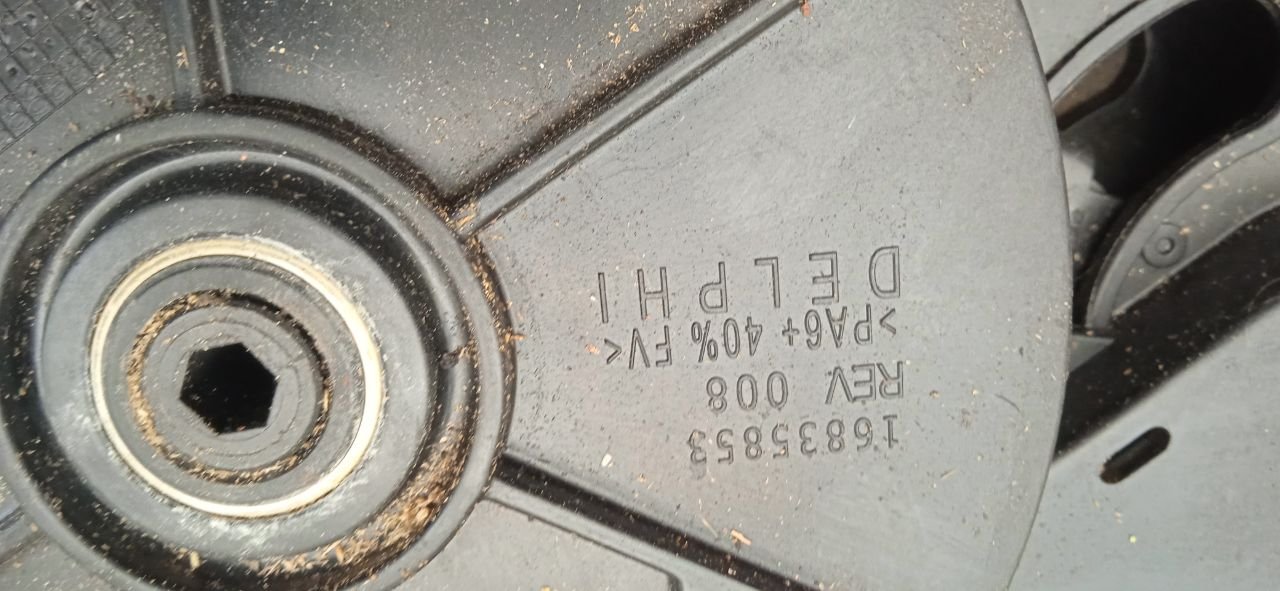 16835853
REV 008
>PA6+ 40% FV<
DELPHI